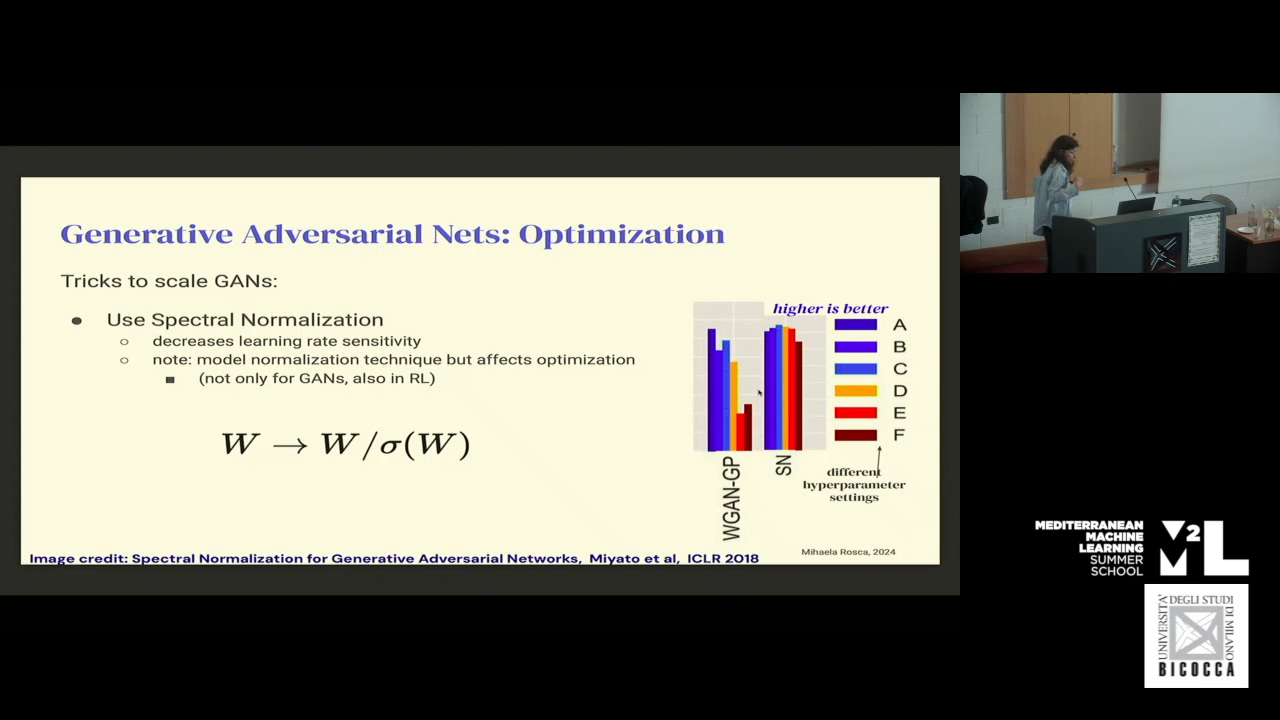 Generative Adversarial Nets: Optimization
Tricks to scale GANs:
● Use Spectral Normalization
○ decreases learning rate sensitivity
○ note: model normalization technique but affects optimization
■ (not only for GANs, also in RL)
W → W/σ(W)
higher is better
A
B
C
D
E
F
WGAN-GP
SN
different
hyperparameter
settings
Mihaela Rosca, 2024
Image credit: Spectral Normalization for Generative Adversarial Networks, Miyato et al, ICLR 2018
MEDITERRANEAN
MACHINE
LEARNING
SUMMER
SCHOOL
M2L
UNIVERSITA'
DEGLI STUDI
DI MILANO
BICOCCA